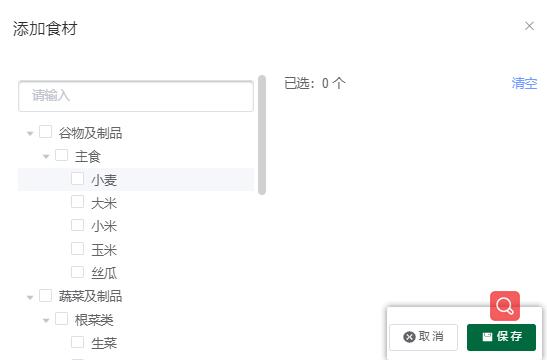 添加食材
请输入
已选：0 个
清空
谷物及制品
主食
小麦
大米
小米
玉米
丝瓜
蔬菜及制品
根菜类
生菜
取消
保存